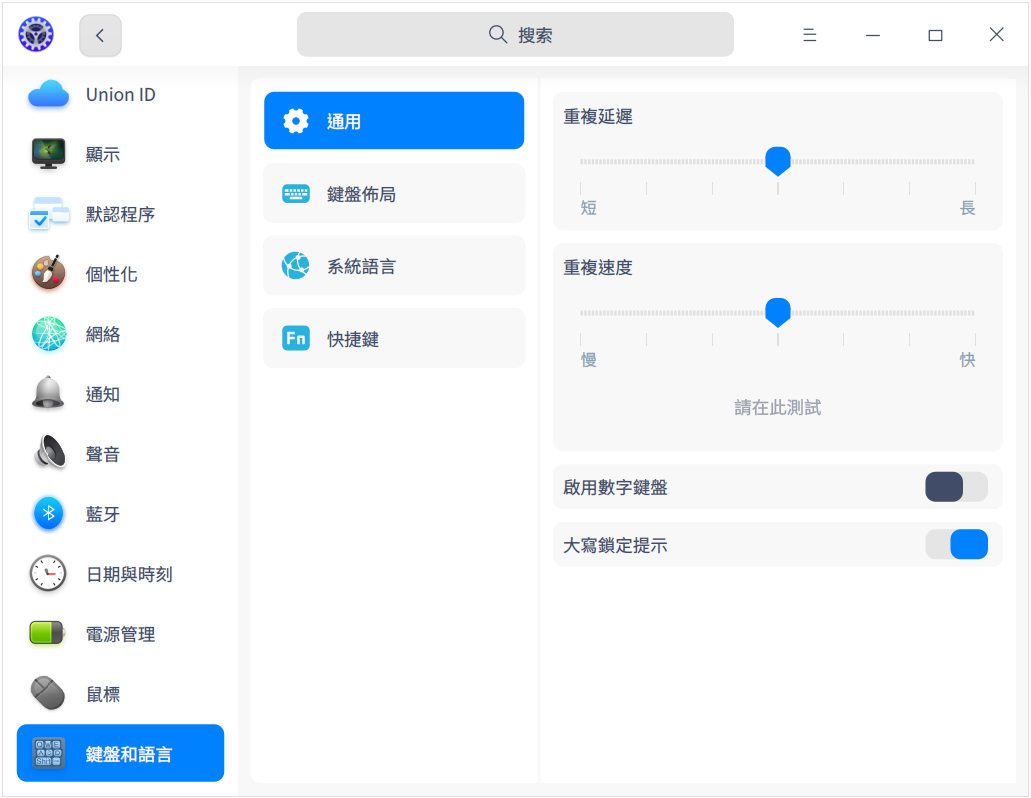 搜索
Union ID
顯示
默認程序
個性化
網絡
通知
聲音
藍牙
日期與時刻
電源管理
鼠標
鍵盤和語言
通用
鍵盤佈局
系統語言
Fn 快捷鍵
重複延遲
短 長
重複速度
慢 快
請在此測試
啟用數字鍵盤
大寫鎖定提示